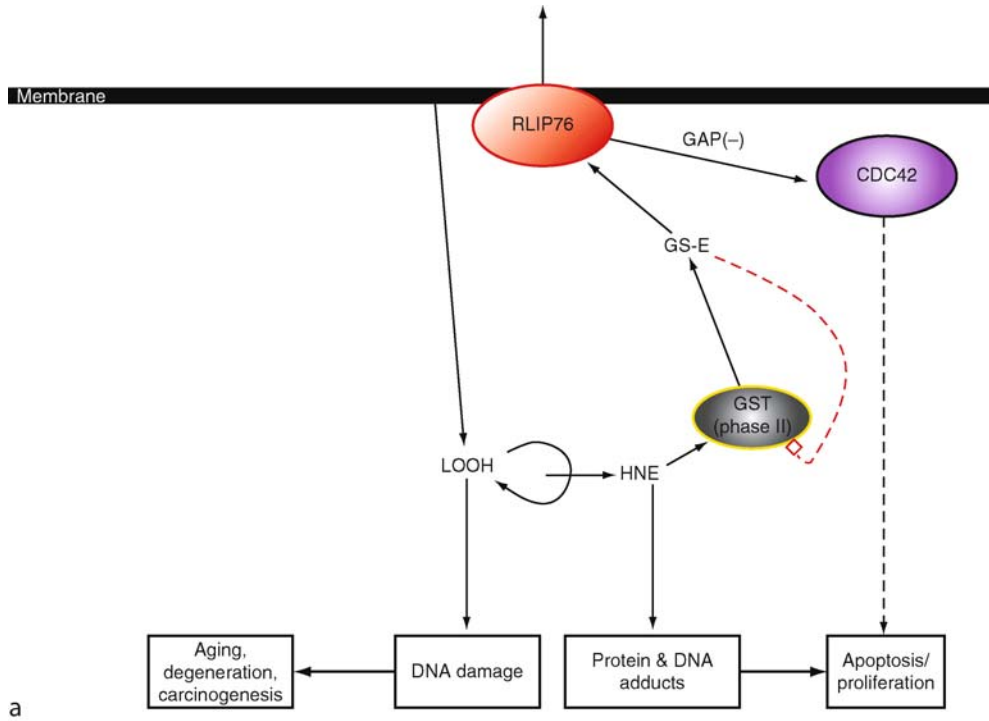 Membrane
RLIP76
GAP(–)
CDC42
GS-E
GST
(phase II)
LOOH
HNE
Aging,
degeneration,
carcinogenesis
DNA damage
Protein & DNA
adducts
Apoptosis/
proliferation
a